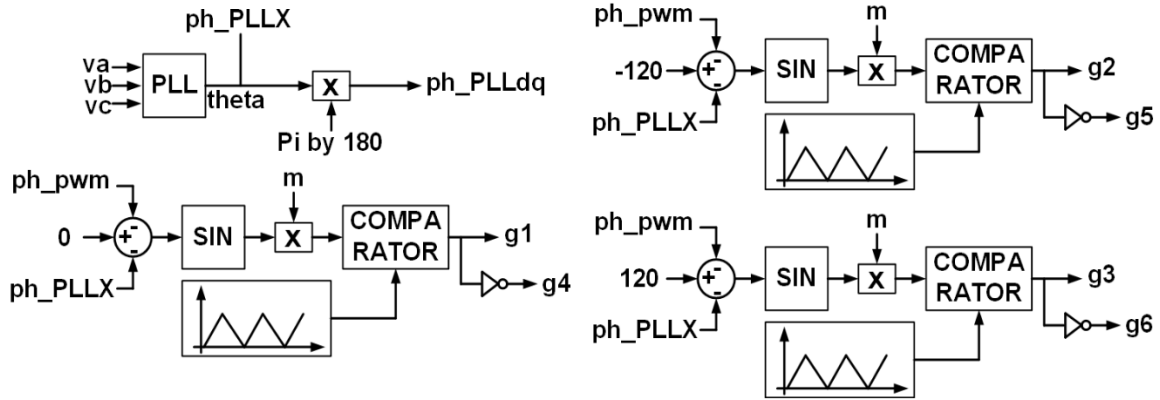 ph_PLLX
va
vb
vc
PLL
theta
X
ph_PLLdq
Pi by 180
ph_pwm
0
+
-
-
ph_PLLX
SIN
m
X
COMPA
RATOR
g1
g4
ph_pwm
-120
+
-
-
ph_PLLX
SIN
m
X
COMPA
RATOR
g2
g5
ph_pwm
120
+
-
-
ph_PLLX
SIN
m
X
COMPA
RATOR
g3
g6